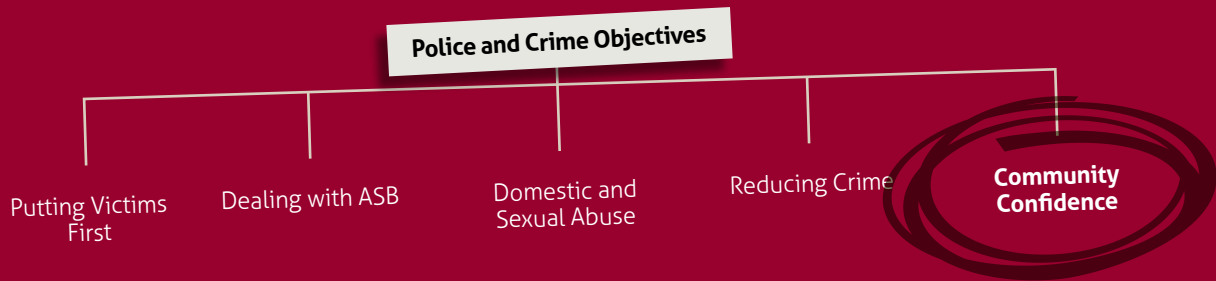 Police and Crime Objectives
Putting Victims
First
Dealing with ASB
Domestic and
Sexual Abuse
Reducing Crime
Community
Confidence